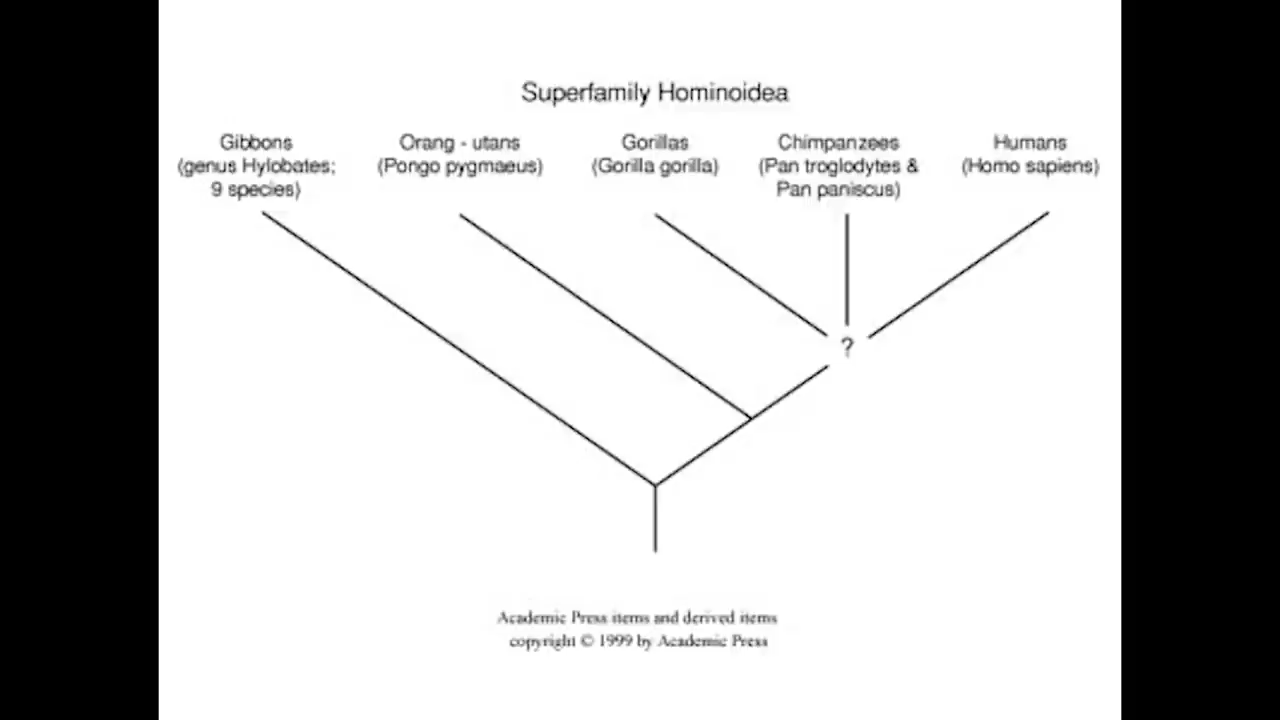 Superfamily Hominoidea
Gibbons
(genus Hylobates;
9 species)
Orang - utans
(Pongo pygmaeus)
Gorillas
(Gorilla gorilla)
Chimpanzees
(Pan troglodytes &
Pan paniscus)
Humans
(Homo sapiens)
?
Academic Press items and derived items
copyright © 1999 by Academic Press